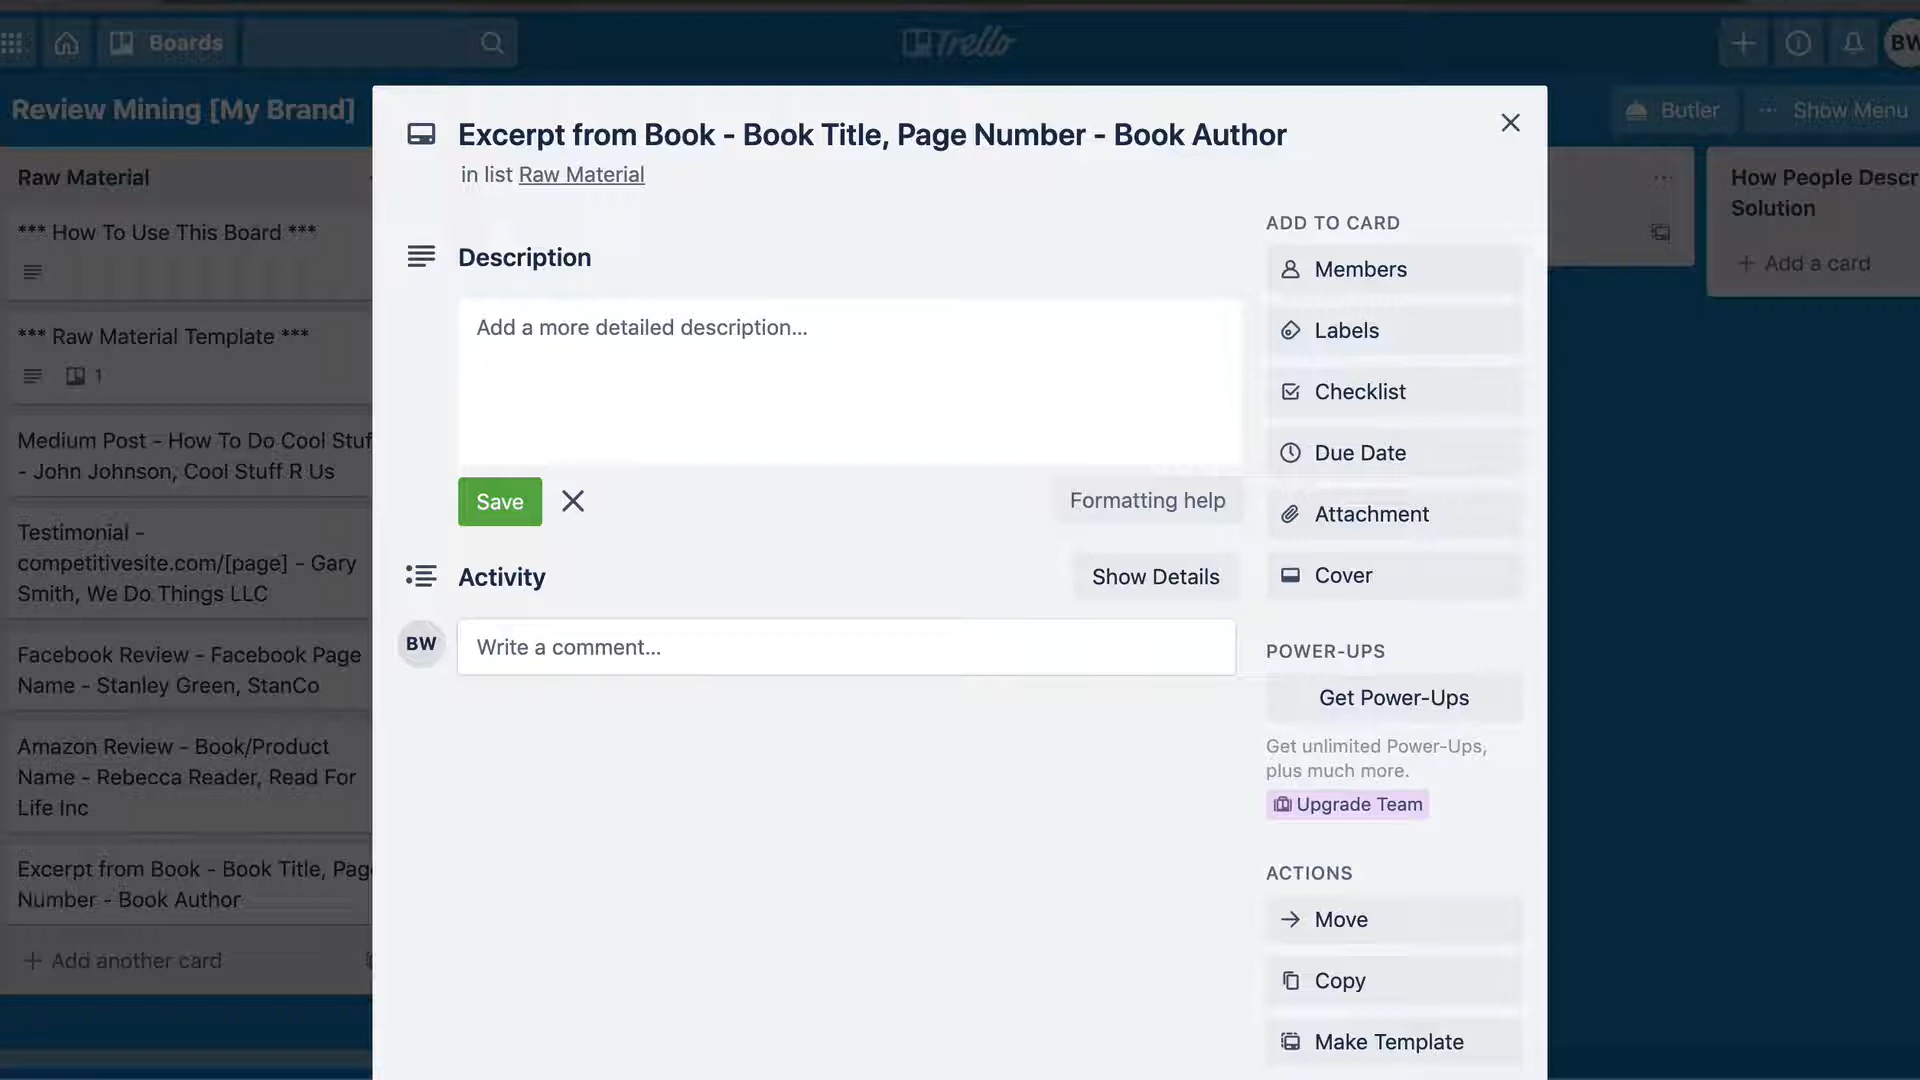 Boards
Trello
BW
Review Mining [My Brand]
Butler
Show Menu
Raw Material
*** How To Use This Board ***
*** Raw Material Template ***
1
Medium Post - How To Do Cool Stuf
- John Johnson, Cool Stuff R Us
Testimonial -
competitivesite.com/[page] - Gary
Smith, We Do Things LLC
Facebook Review - Facebook Page
Name - Stanley Green, StanCo
Amazon Review - Book/Product
Name - Rebecca Reader, Read For
Life Inc
Excerpt from Book - Book Title, Page
Number - Book Author
+ Add another card
Excerpt from Book - Book Title, Page Number - Book Author
in list Raw Material
Description
Add a more detailed description...
Save
Formatting help
Activity
Show Details
BW
Write a comment...
ADD TO CARD
Members
Labels
Checklist
Due Date
Attachment
Cover
POWER-UPS
Get Power-Ups
Get unlimited Power-Ups,
plus much more.
Upgrade Team
ACTIONS
Move
Copy
Make Template
How People Descr
Solution
+ Add a card